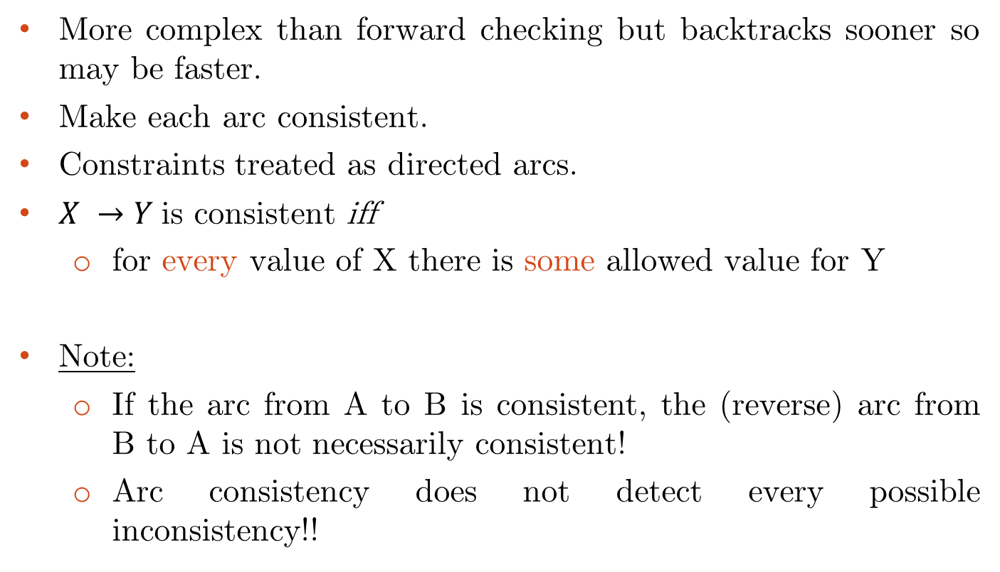 • More complex than forward checking but backtracks sooner so
may be faster.
• Make each arc consistent.
• Constraints treated as directed arcs.
• X → Y is consistent iff
○ for every value of X there is some allowed value for Y
• Note:
○ If the arc from A to B is consistent, the (reverse) arc from
B to A is not necessarily consistent!
○ Arc consistency does not detect every possible
inconsistency!!